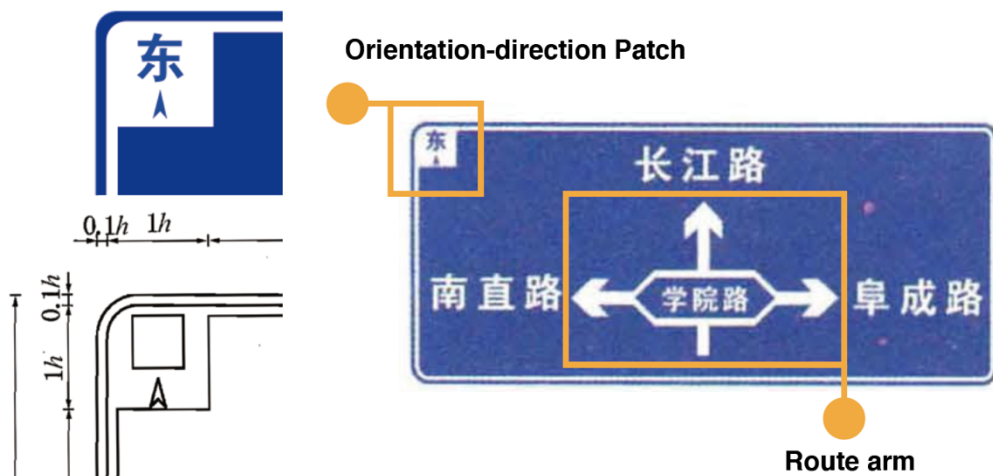 东
0.1h 1h
0.1h
1h
Orientation-direction Patch
东
长江路
南直路
学院路
阜成路
Route arm